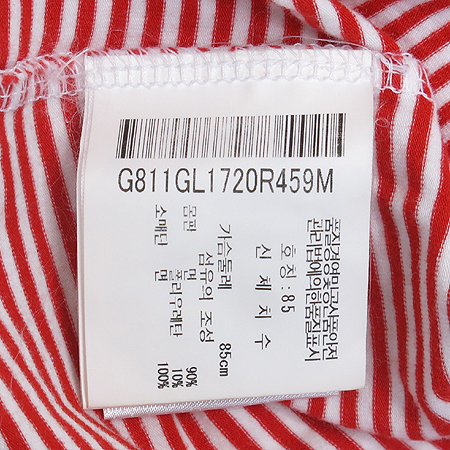 G811GL1720R459M
품질경영및공산품안전
관리법에의한품질표시
호칭 : 85
신 체 치 수
가슴둘레 85cm
섬유의 조성
몸판 면 90%
폴리우레탄 10%
소매단 면 100%